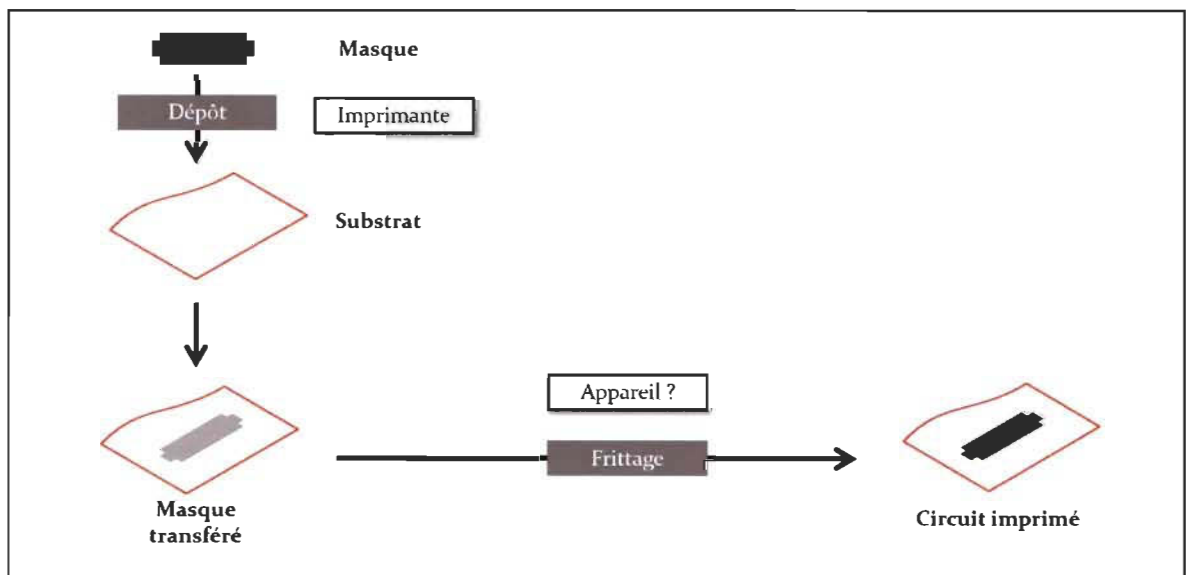 Masque
Dépôt
Imprimante
Substrat
Appareil ?
Frittage
Masque
transféré
Circuit imprimé